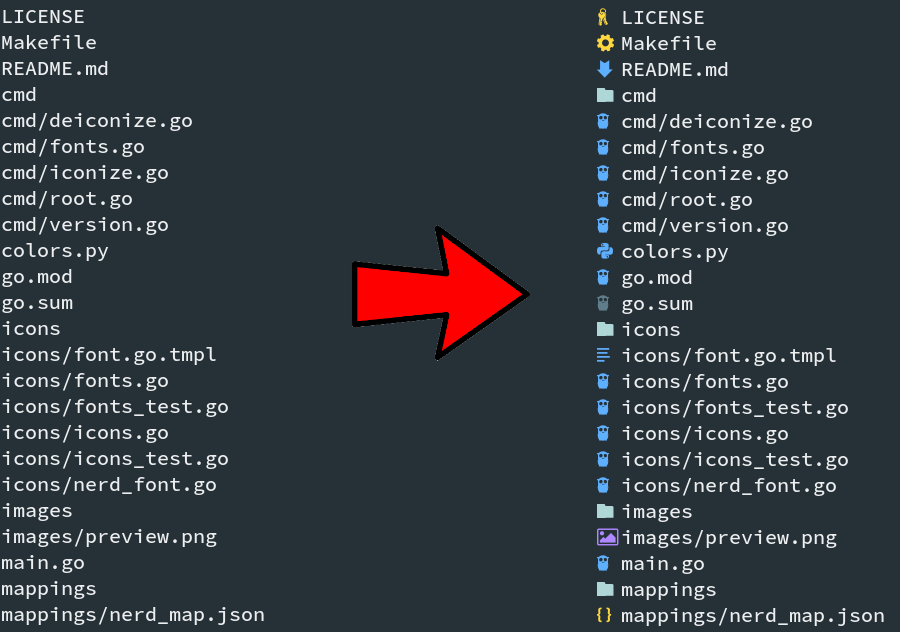 LICENSE
Makefile
README.md
cmd
cmd/deiconize.go
cmd/fonts.go
cmd/iconize.go
cmd/root.go
cmd/version.go
colors.py
go.mod
go.sum
icons
icons/font.go.tmpl
icons/fonts.go
icons/fonts_test.go
icons/icons.go
icons/icons_test.go
icons/nerd_font.go
images
images/preview.png
main.go
mappings
mappings/nerd_map.json
LICENSE
Makefile
README.md
cmd
cmd/deiconize.go
cmd/fonts.go
cmd/iconize.go
cmd/root.go
cmd/version.go
colors.py
go.mod
go.sum
icons
icons/font.go.tmpl
icons/fonts.go
icons/fonts_test.go
icons/icons.go
icons/icons_test.go
icons/nerd_font.go
images
images/preview.png
main.go
mappings
{} mappings/nerd_map.json